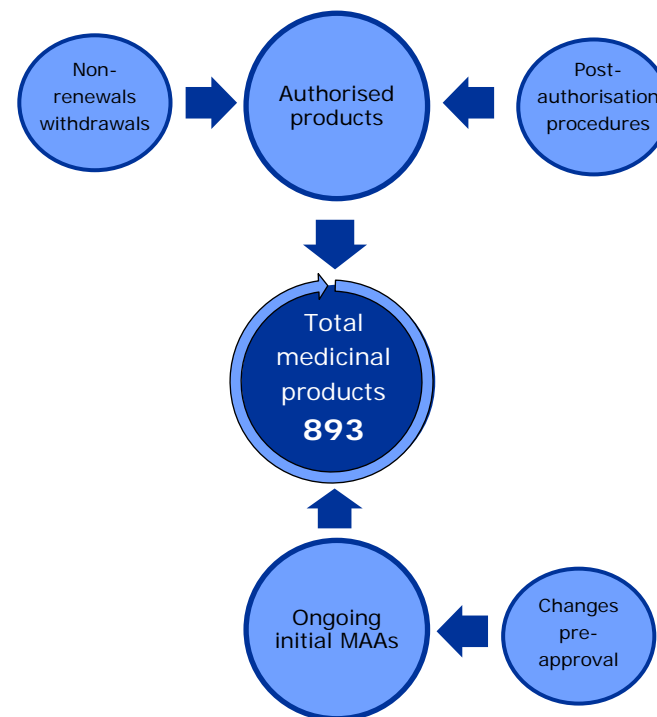 Non-
renewals
withdrawals
Authorised
products
Post-
authorisation
procedures
Total
medicinal
products
893
Ongoing
initial MAAs
Changes
pre-
approval